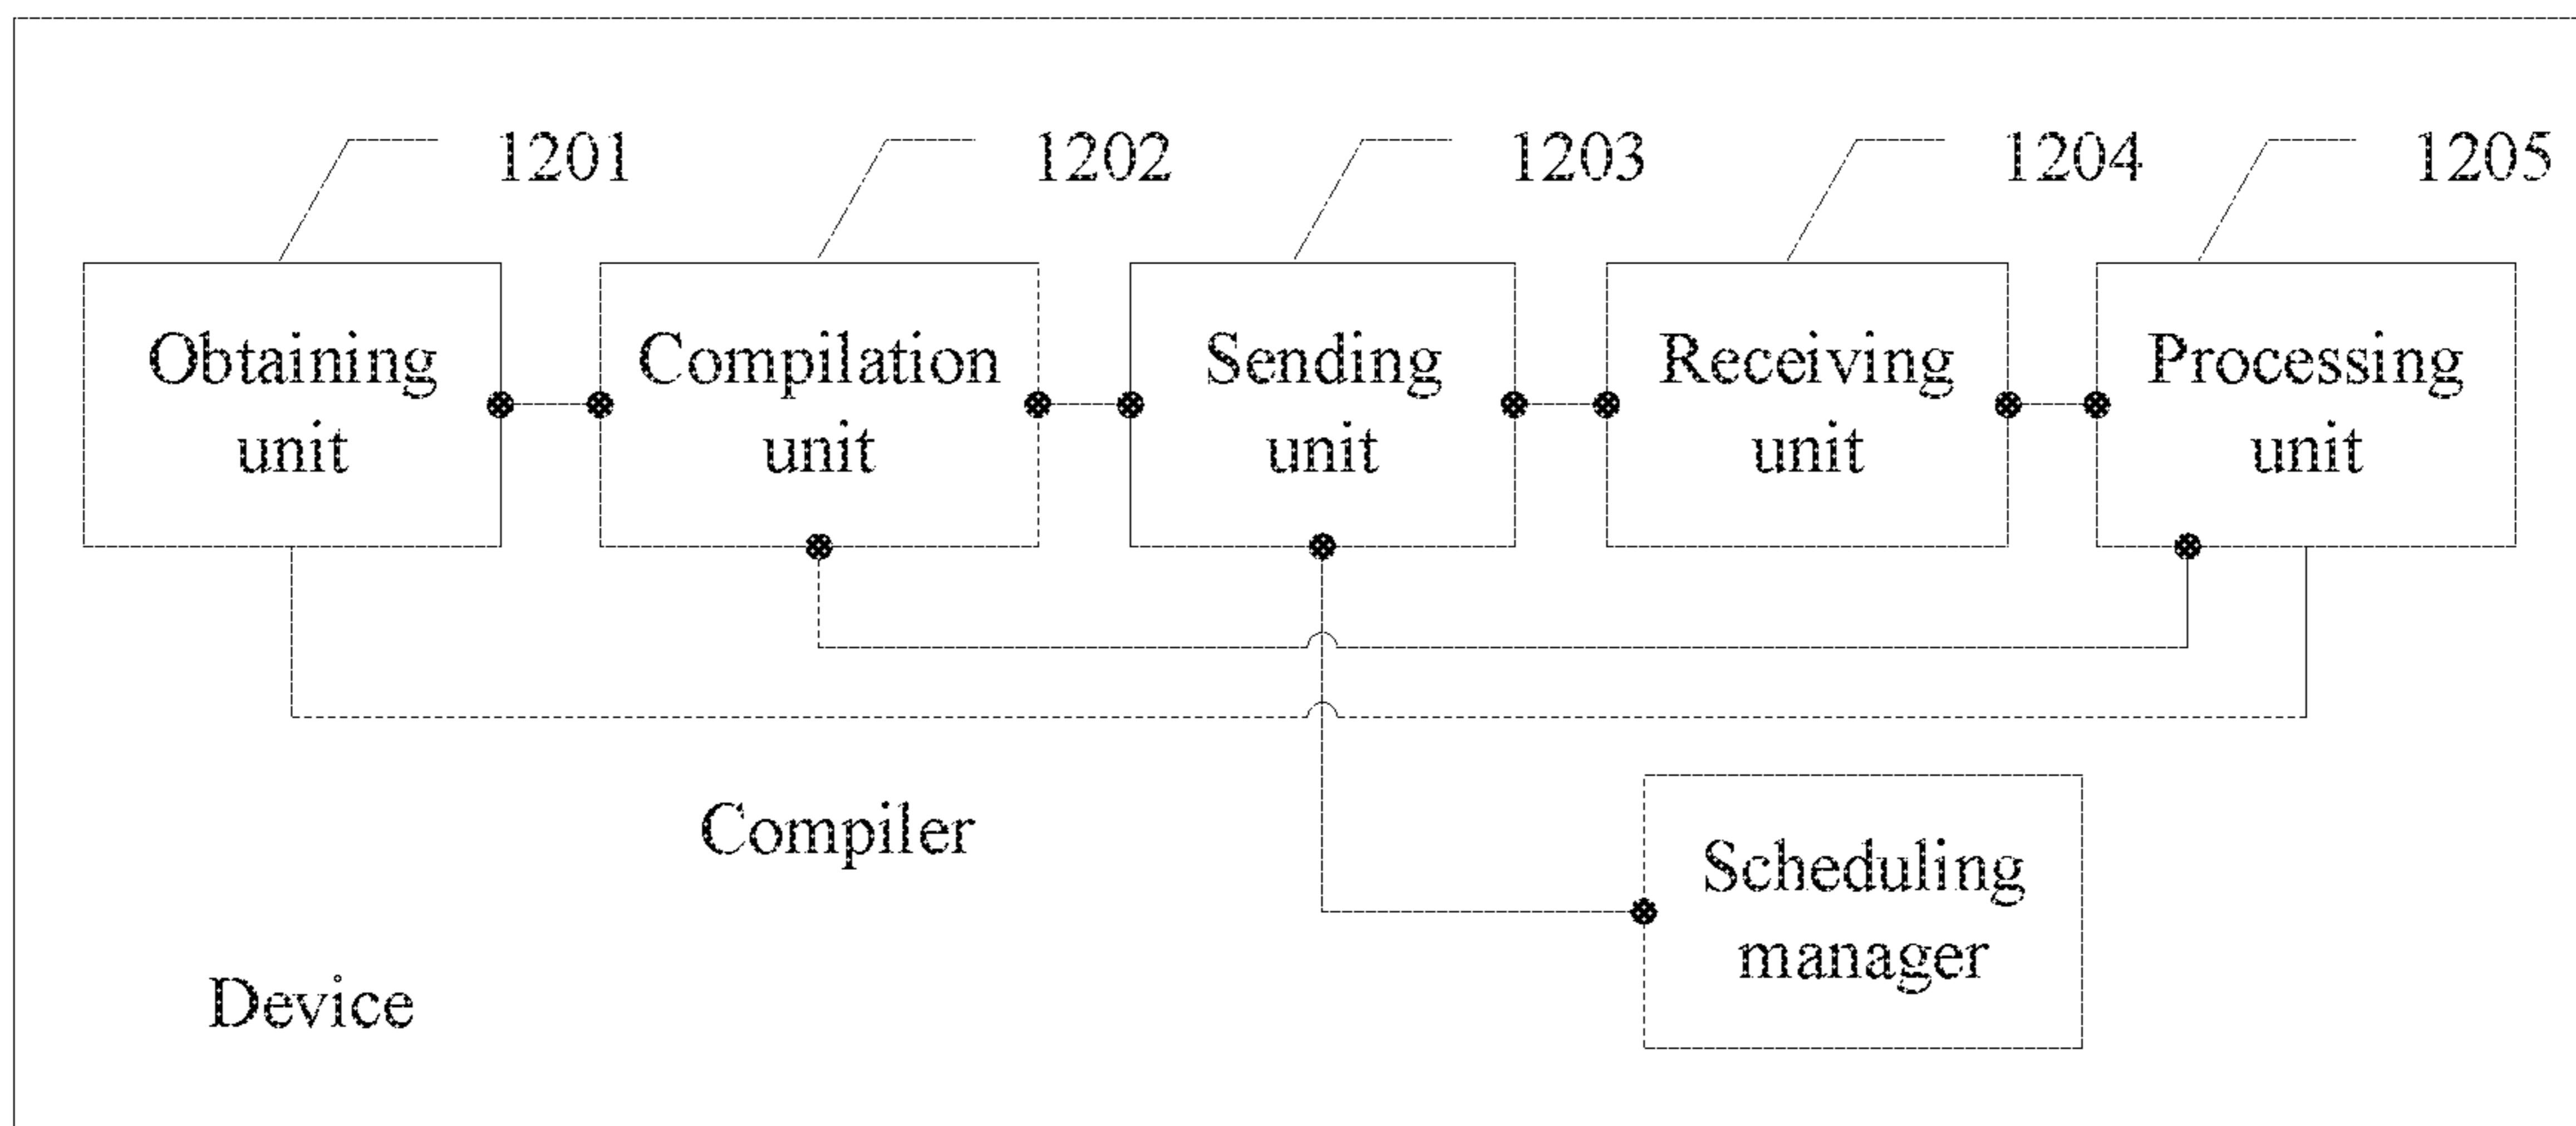 1201
1202
1203
1204
1205
Obtaining
unit
Compilation
unit
Sending
unit
Receiving
unit
Processing
unit
Compiler
Scheduling
manager
Device